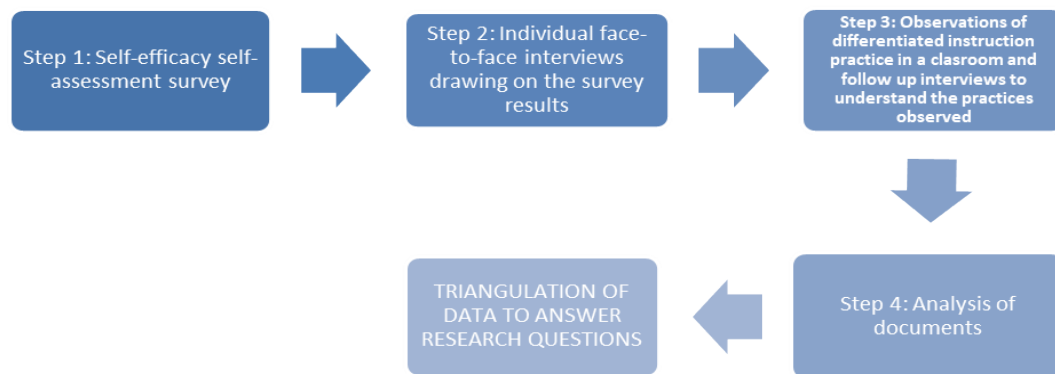 Step 1: Self-efficacy self-
assessment survey
Step 2: Individual face-
to-face interviews
drawing on the survey
results
Step 3: Observations of
differentiated instruction
practice in a clasroom and
follow up interviews to
understand the practices
observed
Step 4: Analysis of
documents
TRIANGULATION OF
DATA TO ANSWER
RESEARCH QUESTIONS